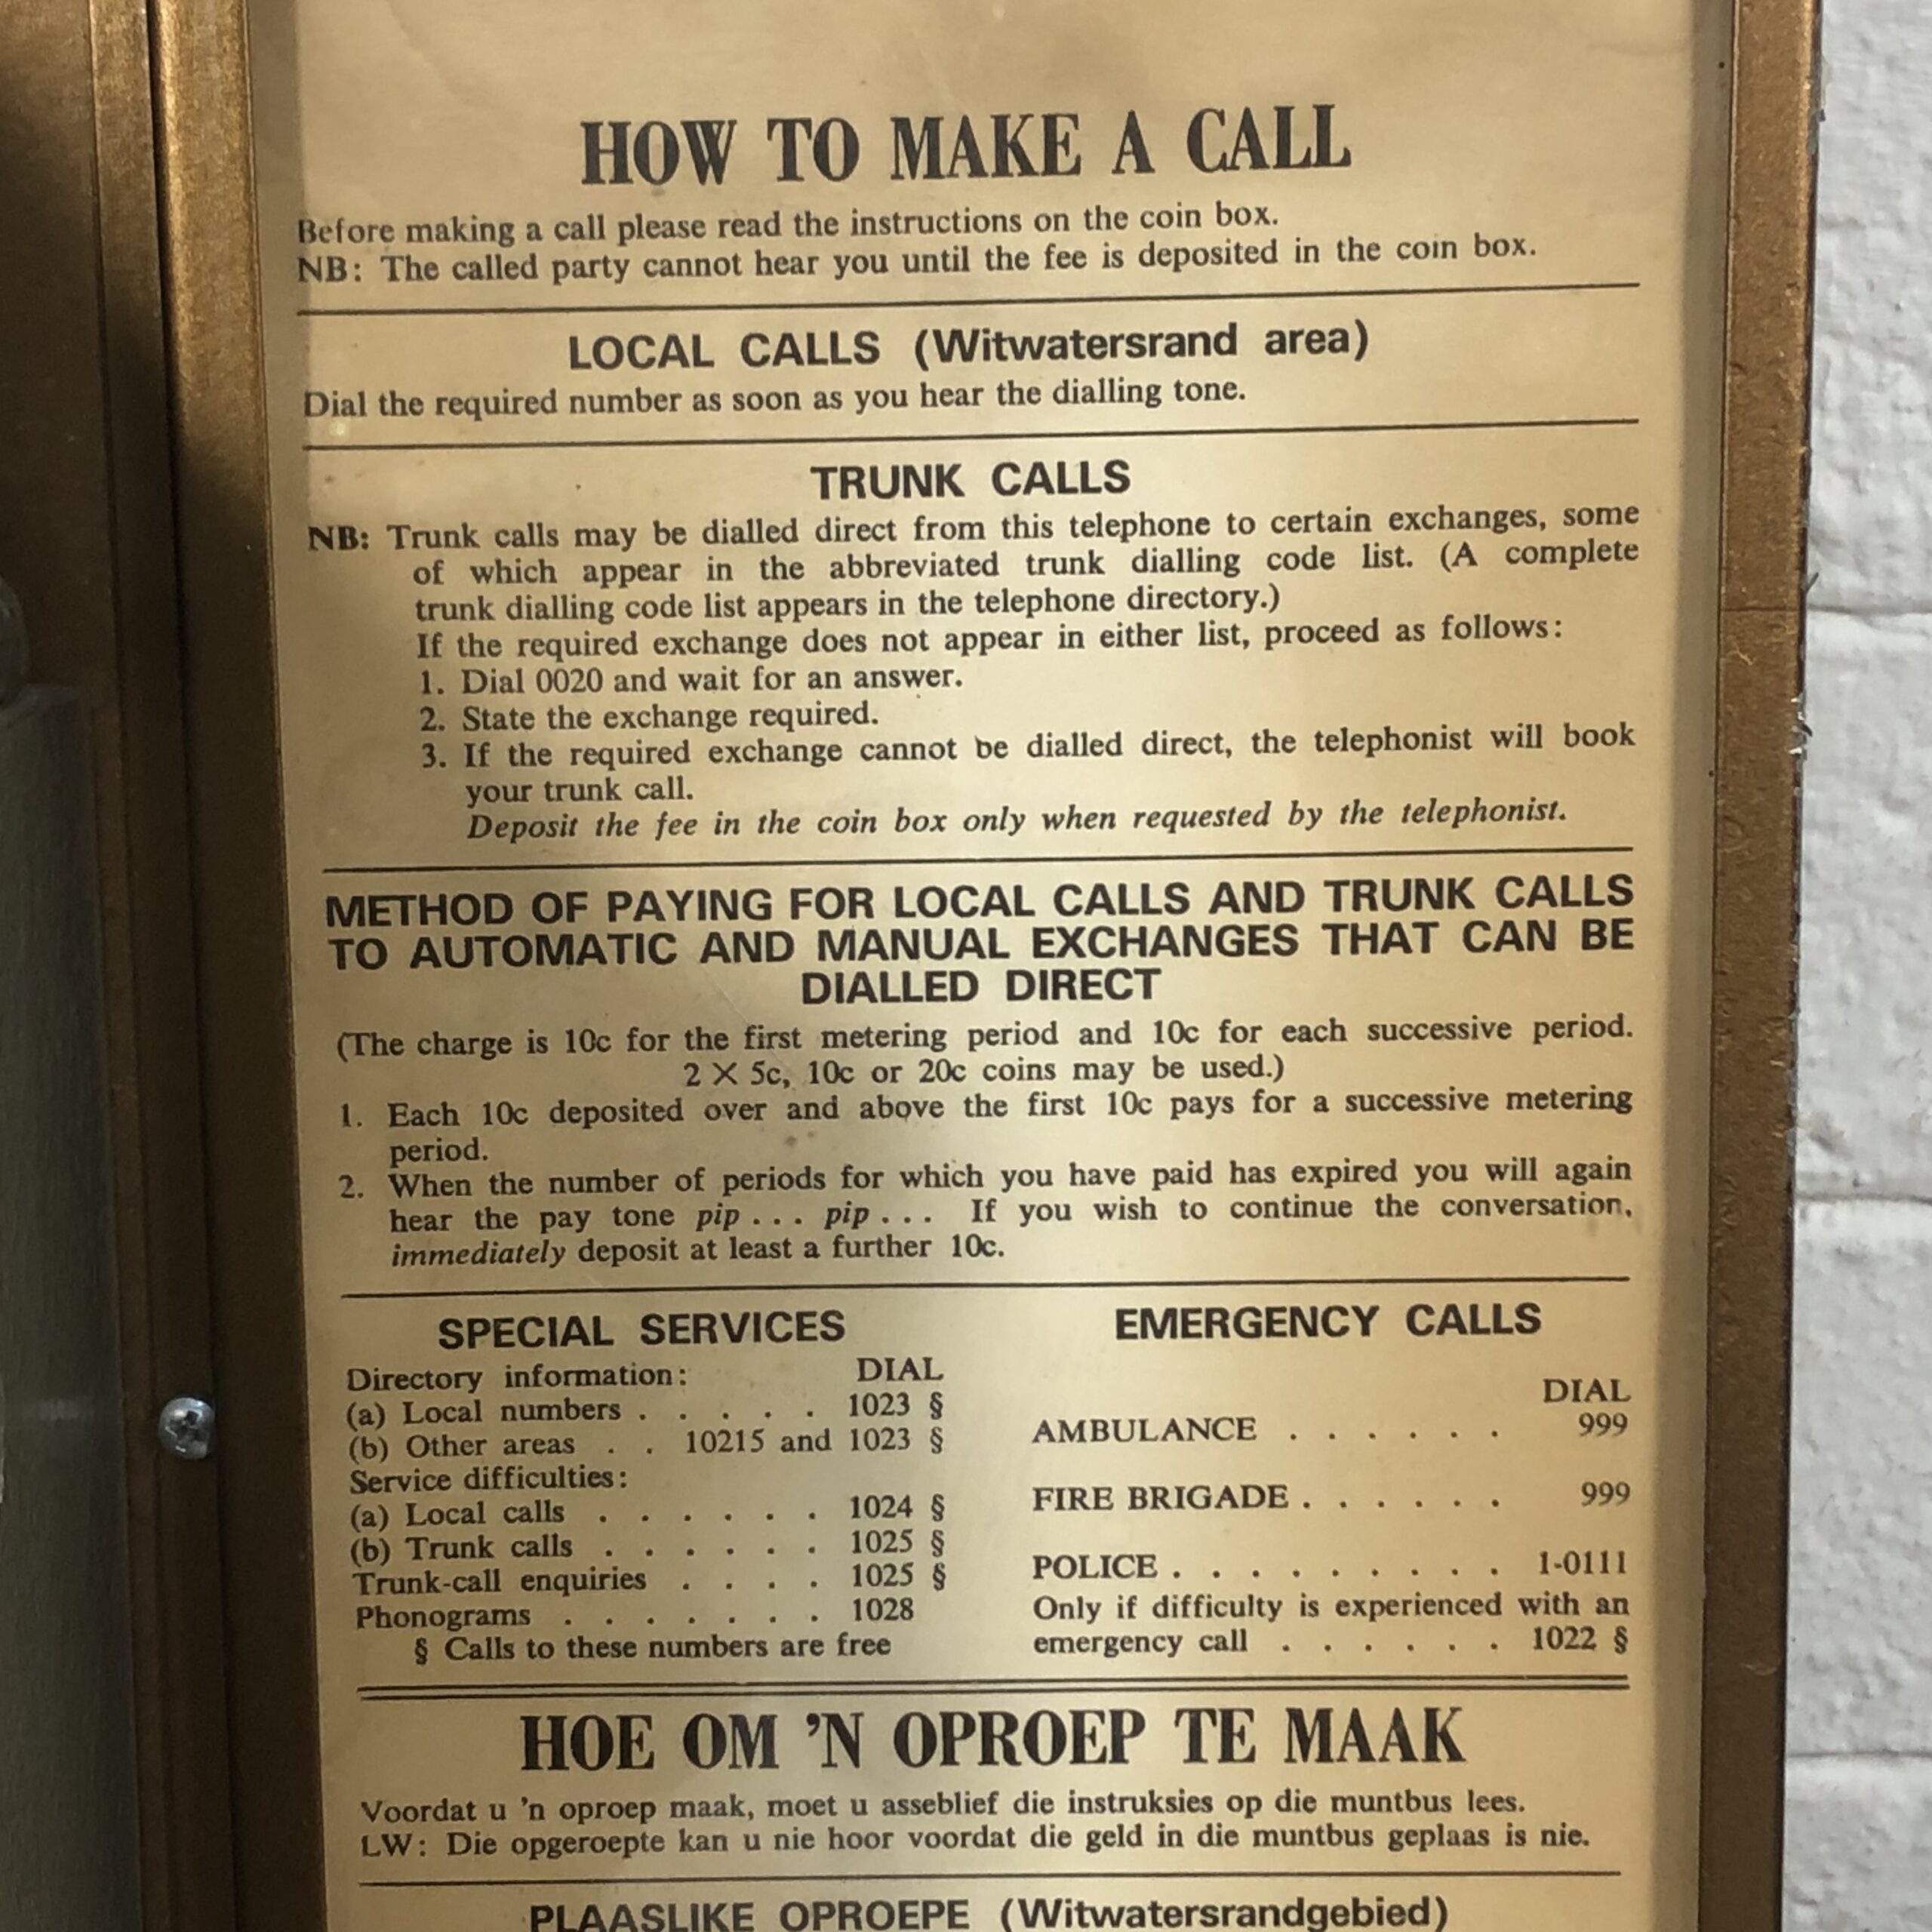 HOW TO MAKE A CALL
Before making a call please read the instructions on the coin box.
NB: The called party cannot hear you until the fee is deposited in the coin box.
LOCAL CALLS (Witwatersrand area)
Dial the required number as soon as you hear the dialling tone.
TRUNK CALLS
NB: Trunk calls may be dialled direct from this telephone to certain exchanges, some
of which appear in the abbreviated trunk dialling code list. (A complete
trunk dialling code list appears in the telephone directory.)
If the required exchange does not appear in either list, proceed as follows:
1. Dial 0020 and wait for an answer.
2. State the exchange required.
3. If the required exchange cannot be dialled direct, the telephonist will book
your trunk call.
Deposit the fee in the coin box only when requested by the telephonist.
METHOD OF PAYING FOR LOCAL CALLS AND TRUNK CALLS
TO AUTOMATIC AND MANUAL EXCHANGES THAT CAN BE
DIALLED DIRECT
(The charge is 10c for the first metering period and 10c for each successive period.
2 × 5c, 10c or 20c coins may be used.)
1. Each 10c deposited over and above the first 10c pays for a successive metering
period.
2. When the number of periods for which you have paid has expired you will again
hear the pay tone pip . . . pip . . . If you wish to continue the conversation,
immediately deposit at least a further 10c.
SPECIAL SERVICES
Directory information: DIAL
(a) Local numbers . . . . . 1023 §
(b) Other areas . . 10215 and 1023 §
Service difficulties:
(a) Local calls . . . . . . 1024 §
(b) Trunk calls . . . . . . 1025 §
Trunk-call enquiries . . . . 1025 §
Phonograms . . . . . . . 1028
§ Calls to these numbers are free
EMERGENCY CALLS
DIAL
AMBULANCE . . . . . . 999
FIRE BRIGADE . . . . . . 999
POLICE . . . . . . . . . 1-0111
Only if difficulty is experienced with an
emergency call . . . . . . 1022 §
HOE OM 'N OPROEP TE MAAK
Voordat u 'n oproep maak, moet u asseblief die instruksies op die muntbus lees.
LW: Die opgeroepte kan u nie hoor voordat die geld in die muntbus geplaas is nie.
PLAASLIKE OPROEPE (Witwatersrandgebied)